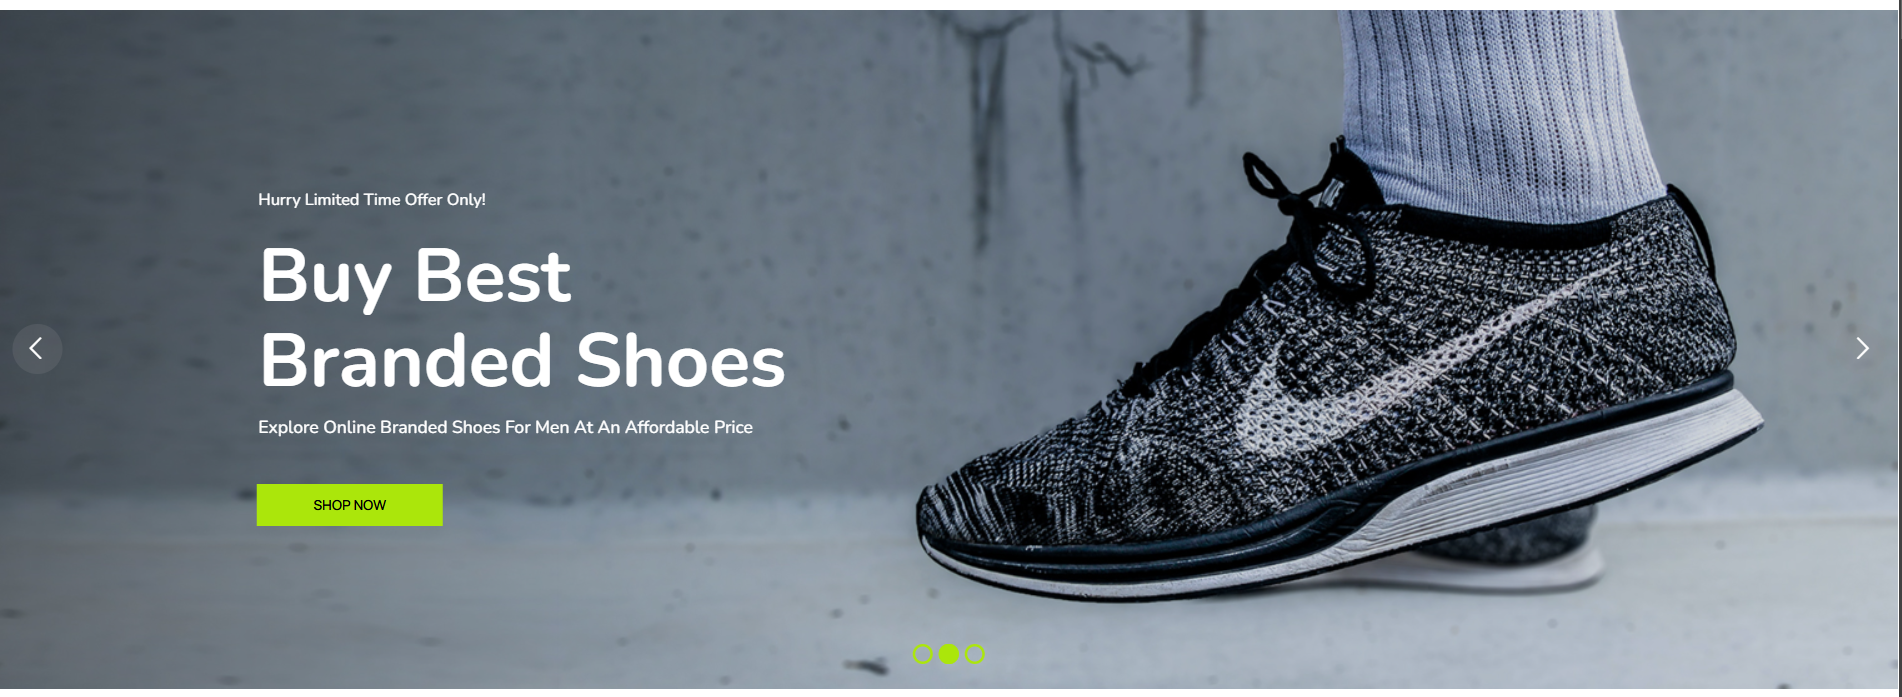 Hurry Limited Time Offer Only!
Buy Best
Branded Shoes
Explore Online Branded Shoes For Men At An Affordable Price
SHOP NOW